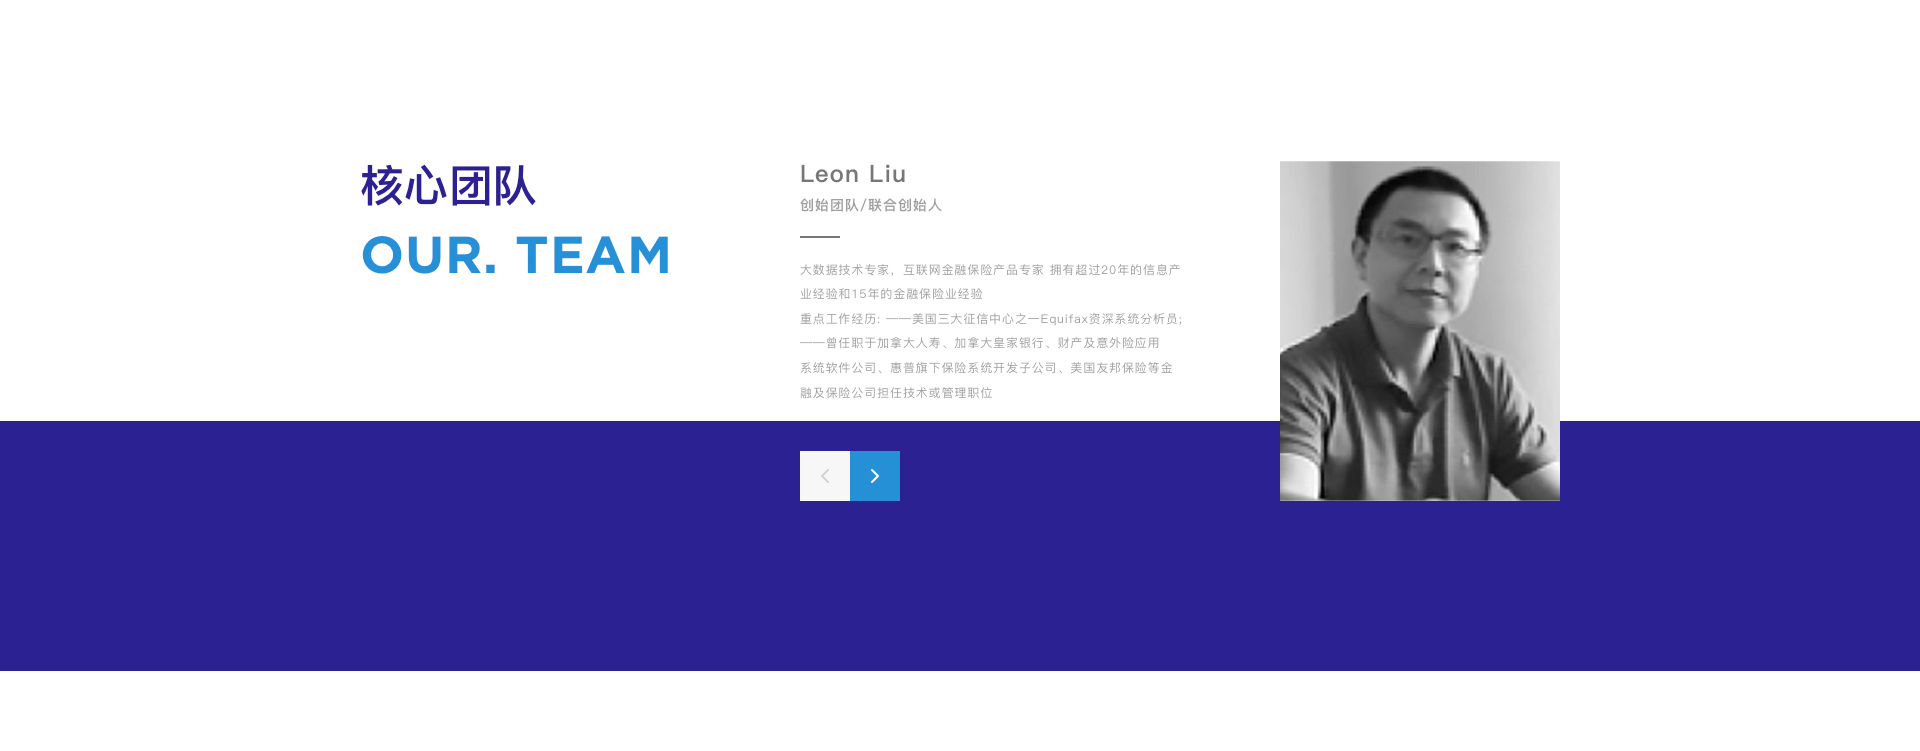 核心团队
OUR. TEAM
Leon Liu
创始团队/联合创始人
大数据技术专家，互联网金融保险产品专家 拥有超过20年的信息产
业经验和15年的金融保险业经验
重点工作经历: ——美国三大征信中心之一Equifax资深系统分析员;
——曾任职于加拿大人寿、加拿大皇家银行、财产及意外险应用
系统软件公司、惠普旗下保险系统开发子公司、美国友邦保险等金
融及保险公司担任技术或管理职位